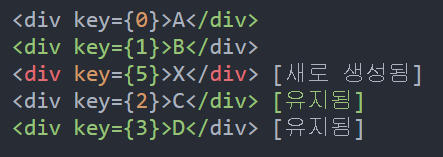 <div key={0}>A</div>
<div key={1}>B</div>
<div key={5}>X</div> [새로 생성됨]
<div key={2}>C</div> [유지됨]
<div key={3}>D</div> [유지됨]